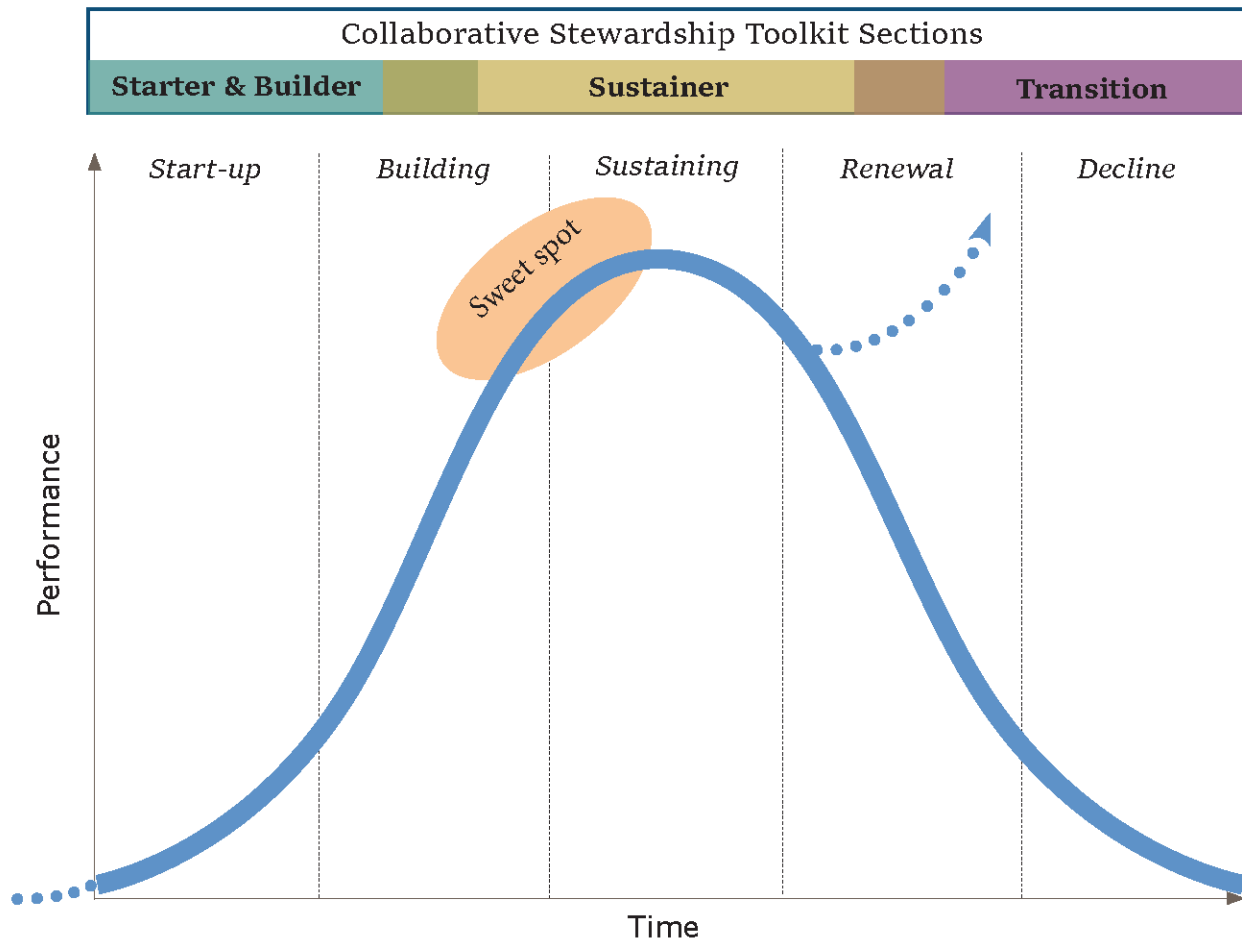 Collaborative Stewardship Toolkit Sections
Starter & Builder Sustainer Transition
Start-up Building Sustaining Renewal Decline
Sweet spot
Performance
Time